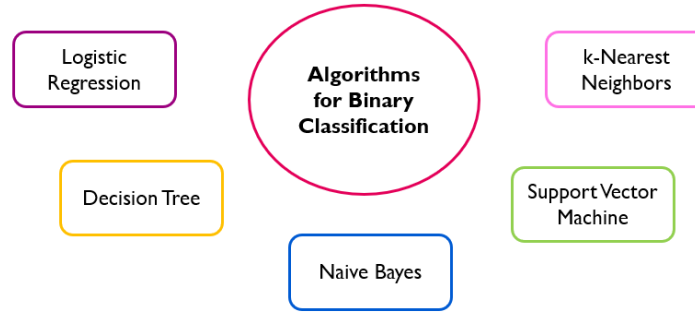 Logistic
Regression
Algorithms
for Binary
Classification
k-Nearest
Neighbors
Decision Tree
Support Vector
Machine
Naive Bayes